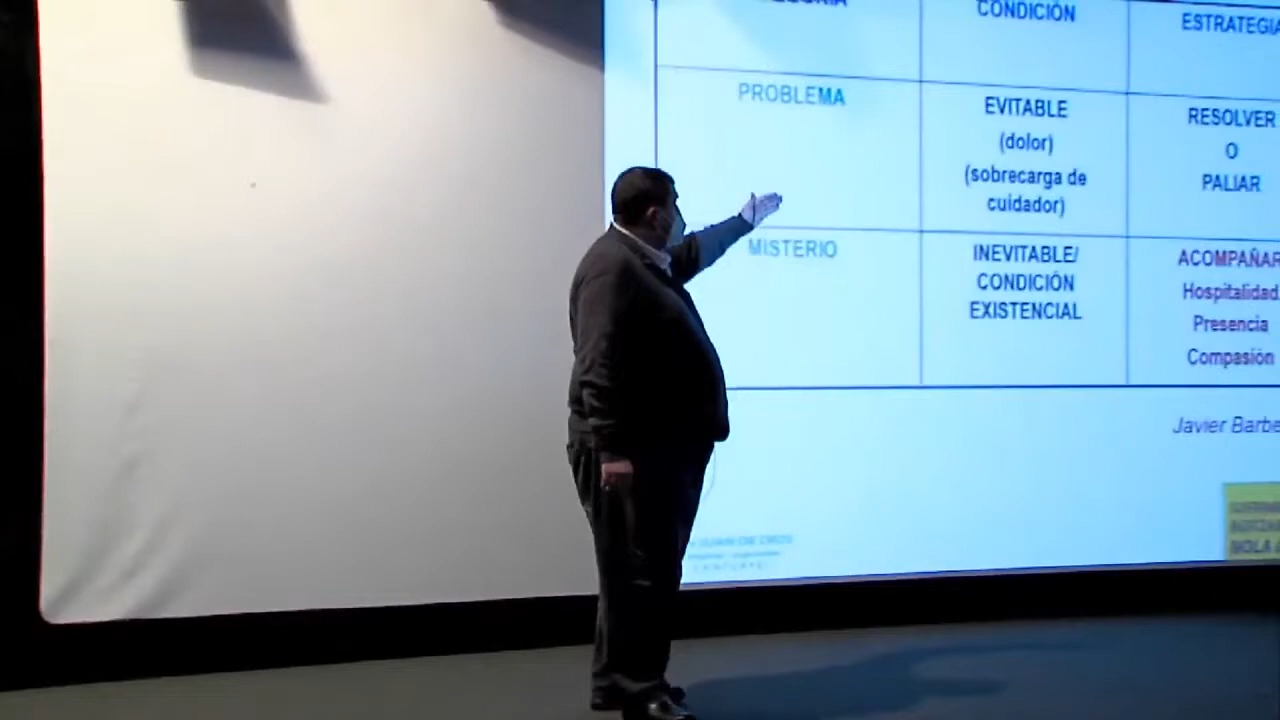 CONDICIÓN
ESTRATEGIA
PROBLEMA
EVITABLE
(dolor)
(sobrecarga de
cuidador)
RESOLVER
O
PALIAR
MISTERIO
INEVITABLE/
CONDICIÓN
EXISTENCIAL
ACOMPAÑAR
Hospitalidad
Presencia
Compasión
Javier Barbe